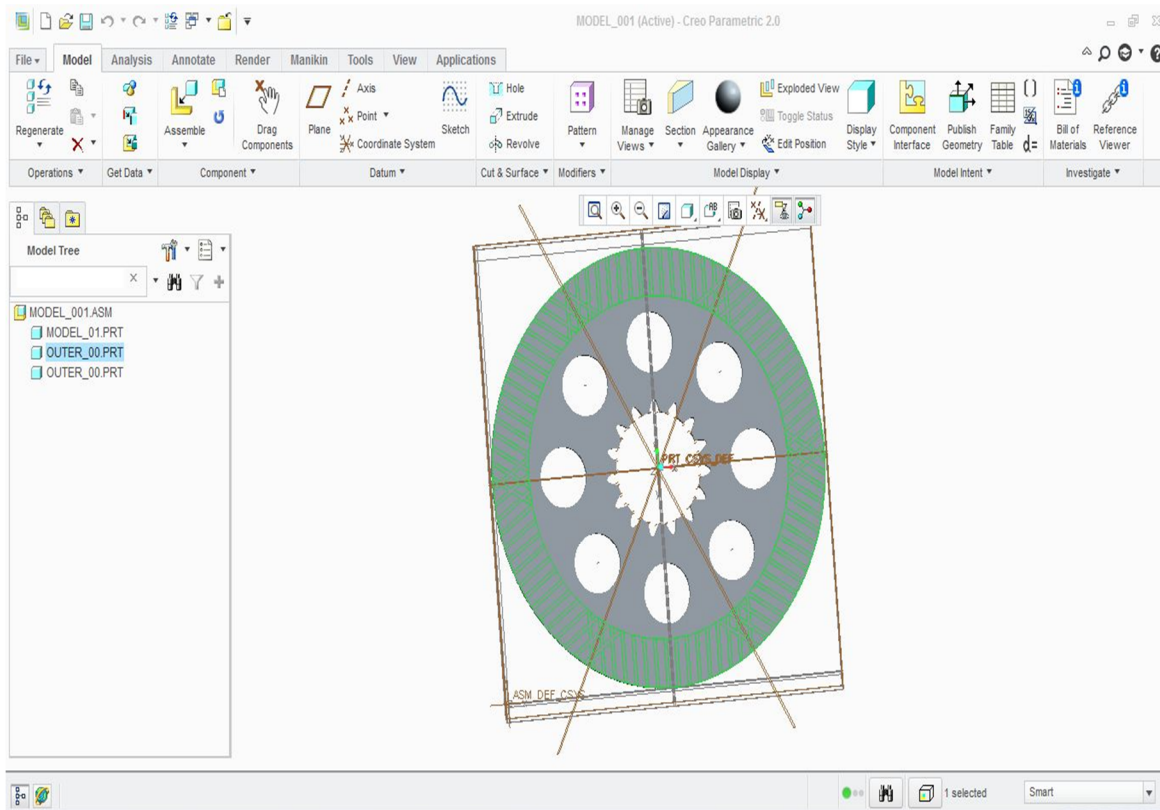 MODEL_001 (Active) - Creo Parametric 2.0
File Model Analysis Annotate Render Manikin Tools View Applications
Regenerate
Operations
Get Data
Assemble
Drag Components
Component
Plane
Axis
Point
Coordinate System
Sketch
Datum
Hole
Extrude
Revolve
Cut & Surface
Pattern
Modifiers
Manage Views
Section
Appearance Gallery
Exploded View
Toggle Status
Edit Position
Display Style
Model Display
Component Interface
Publish Geometry
Family Table
d=
Model Intent
Bill of Materials
Reference Viewer
Investigate
Model Tree
MODEL_001.ASM
MODEL_01.PRT
OUTER_00.PRT
OUTER_00.PRT
PRT_CSYS_DEF
ASM_DEF_CSYS
1 selected
Smart